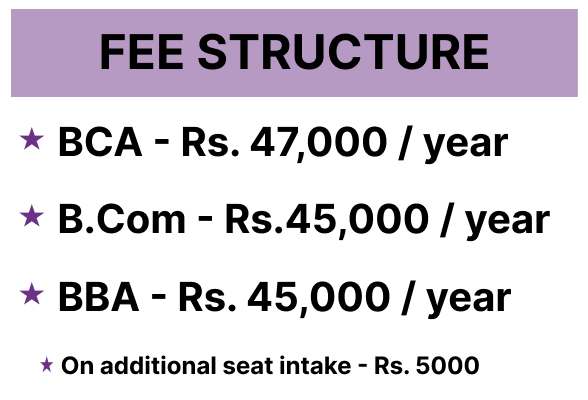 FEE STRUCTURE
BCA - Rs. 47,000 / year
B.Com - Rs.45,000 / year
BBA - Rs. 45,000 / year
On additional seat intake - Rs. 5000